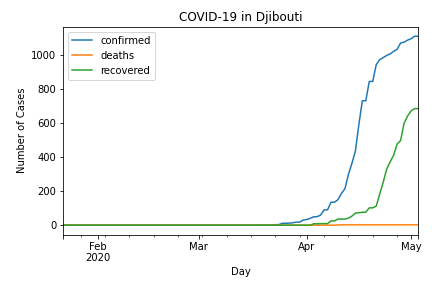 COVID-19 in Djibouti
confirmed
deaths
recovered
Number of Cases
1000
800
600
400
200
0
Feb
2020
Mar
Apr
May
Day